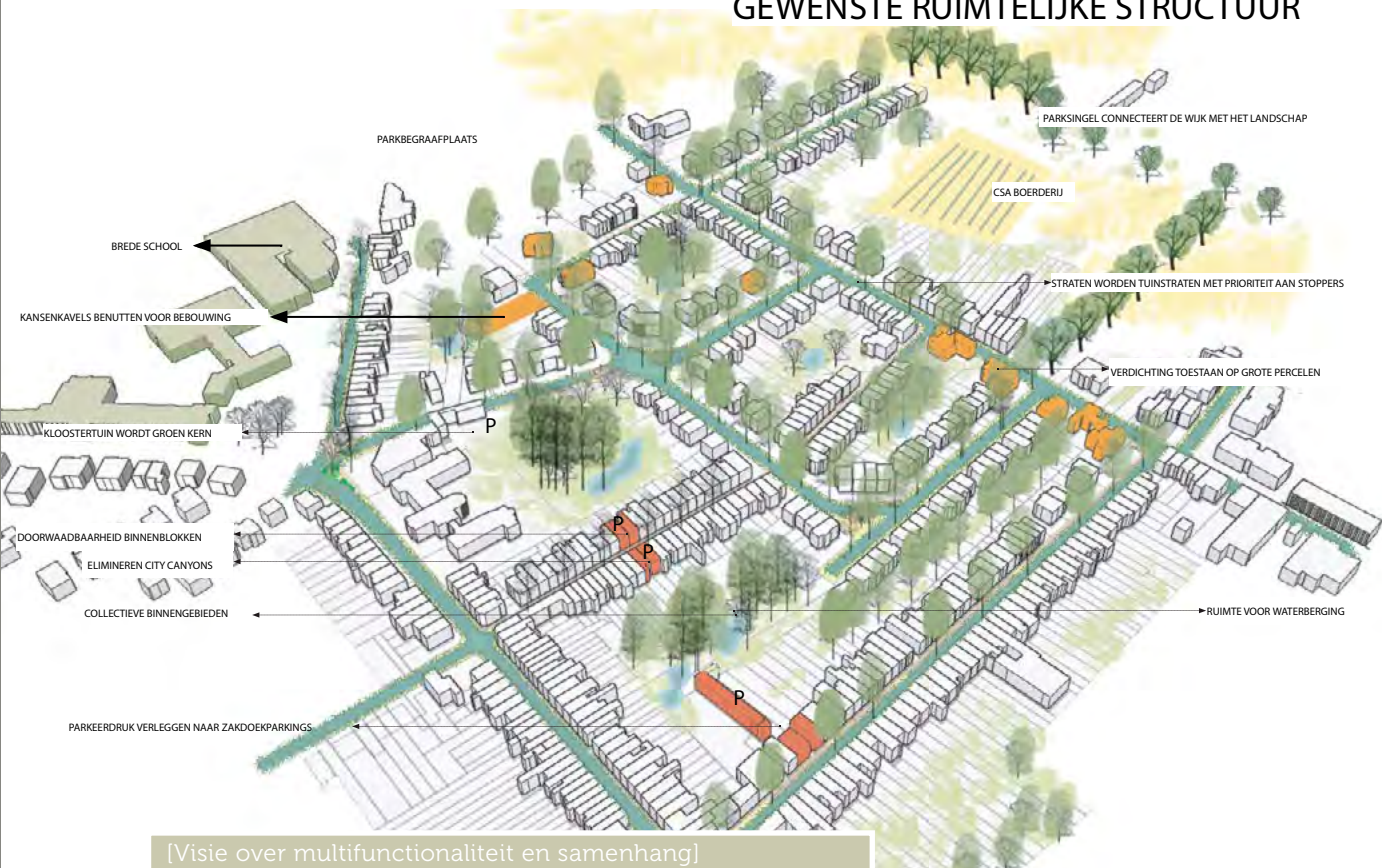 GEWENSTE RUIMTELIJKE STRUCTUUR
PARKSINGEL CONNECTEERT DE WIJK MET HET LANDSCHAP
PARKBEGRAAFPLAATS
CSA BOERDERIJ
BREDE SCHOOL
STRATEN WORDEN TUINSTRATEN MET PRIORITEIT AAN STOPPERS
KANSENKAVELS BENUTTEN VOOR BEBOUWING
VERDICHTING TOESTAAN OP GROTE PERCELEN
KLOOSTERTUIN WORDT GROEN KERN
P
P
DOORWAADBAARHEID BINNENBLOKKEN
P
ELIMINEREN CITY CANYONS
COLLECTIEVE BINNENGEBIEDEN
RUIMTE VOOR WATERBERGING
P
PARKEERDRUK VERLEGGEN NAAR ZAKDOEKPARKINGS
[Visie over multifunctionaliteit en samenhang]